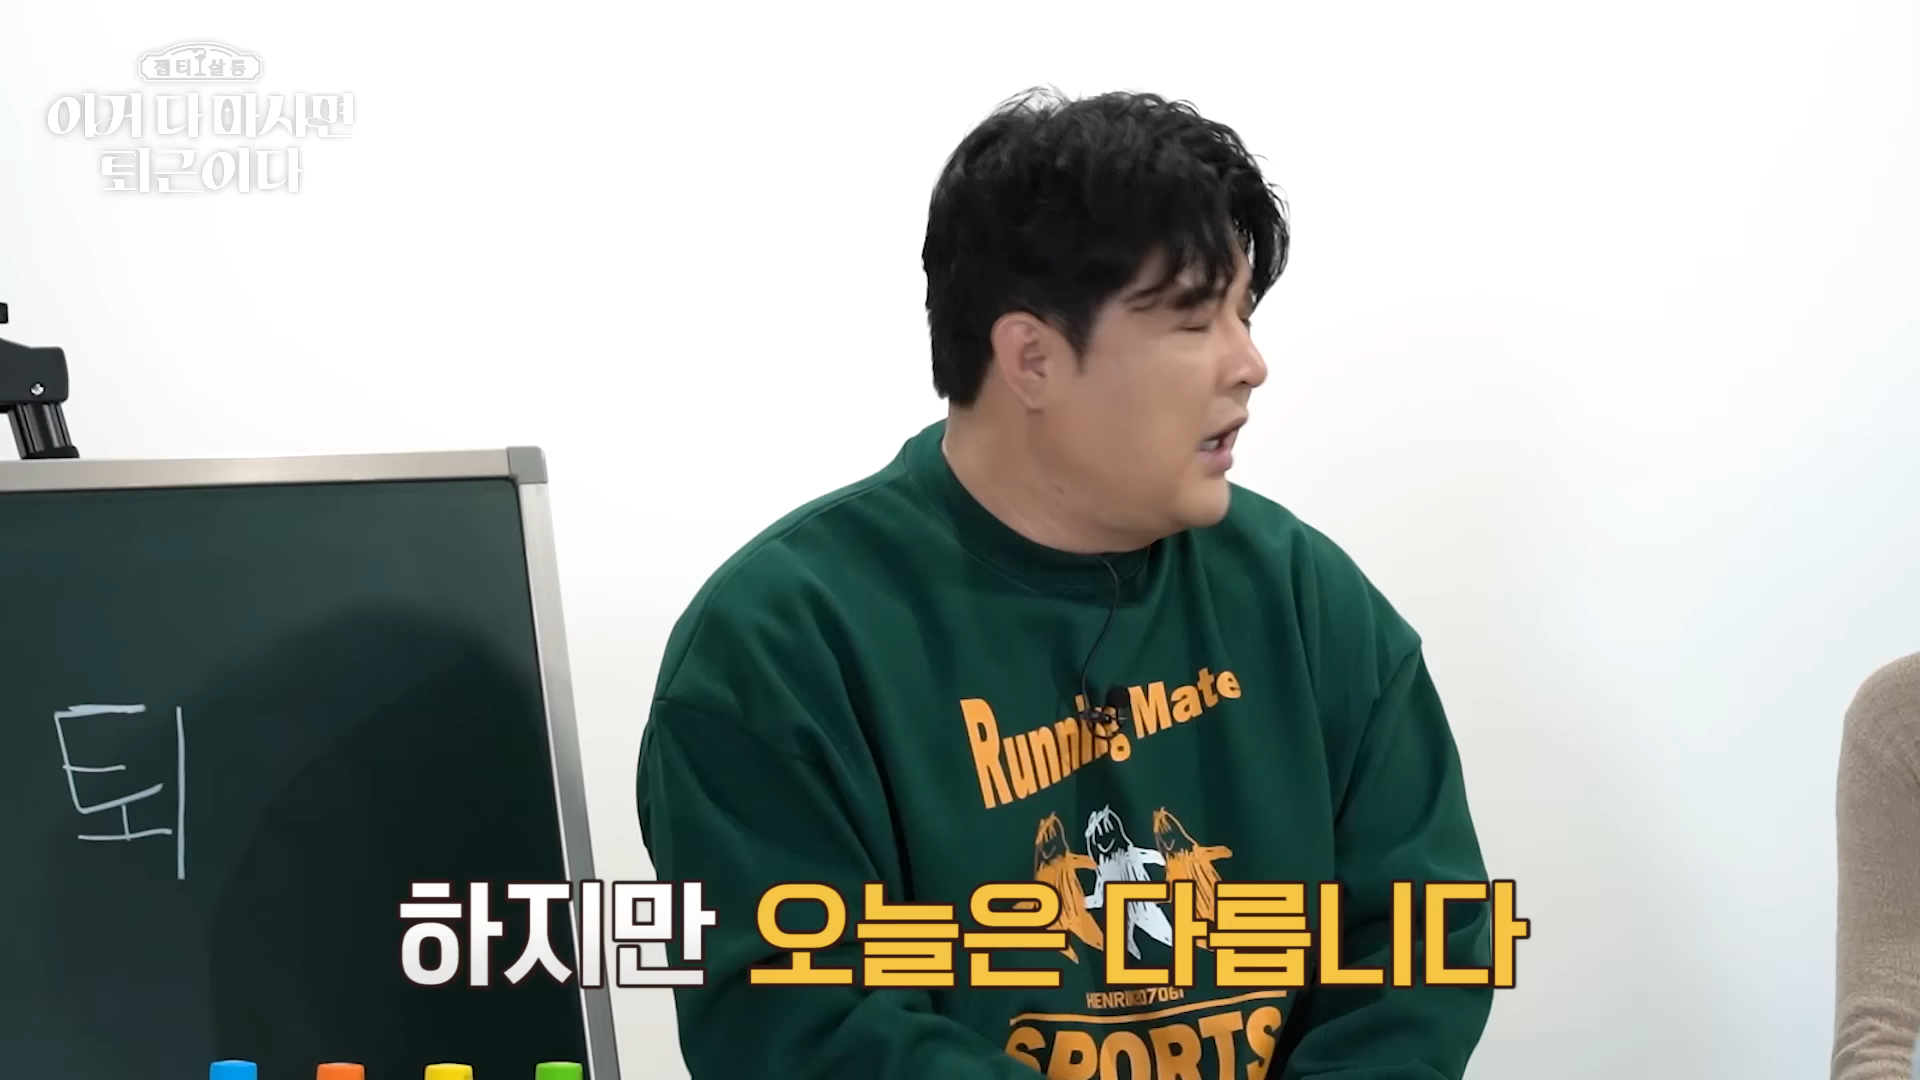 잽티살롱
이거 다 마시면
퇴근이다
퇴
Running Mate
하지만 오늘은 다릅니다
SPORTS